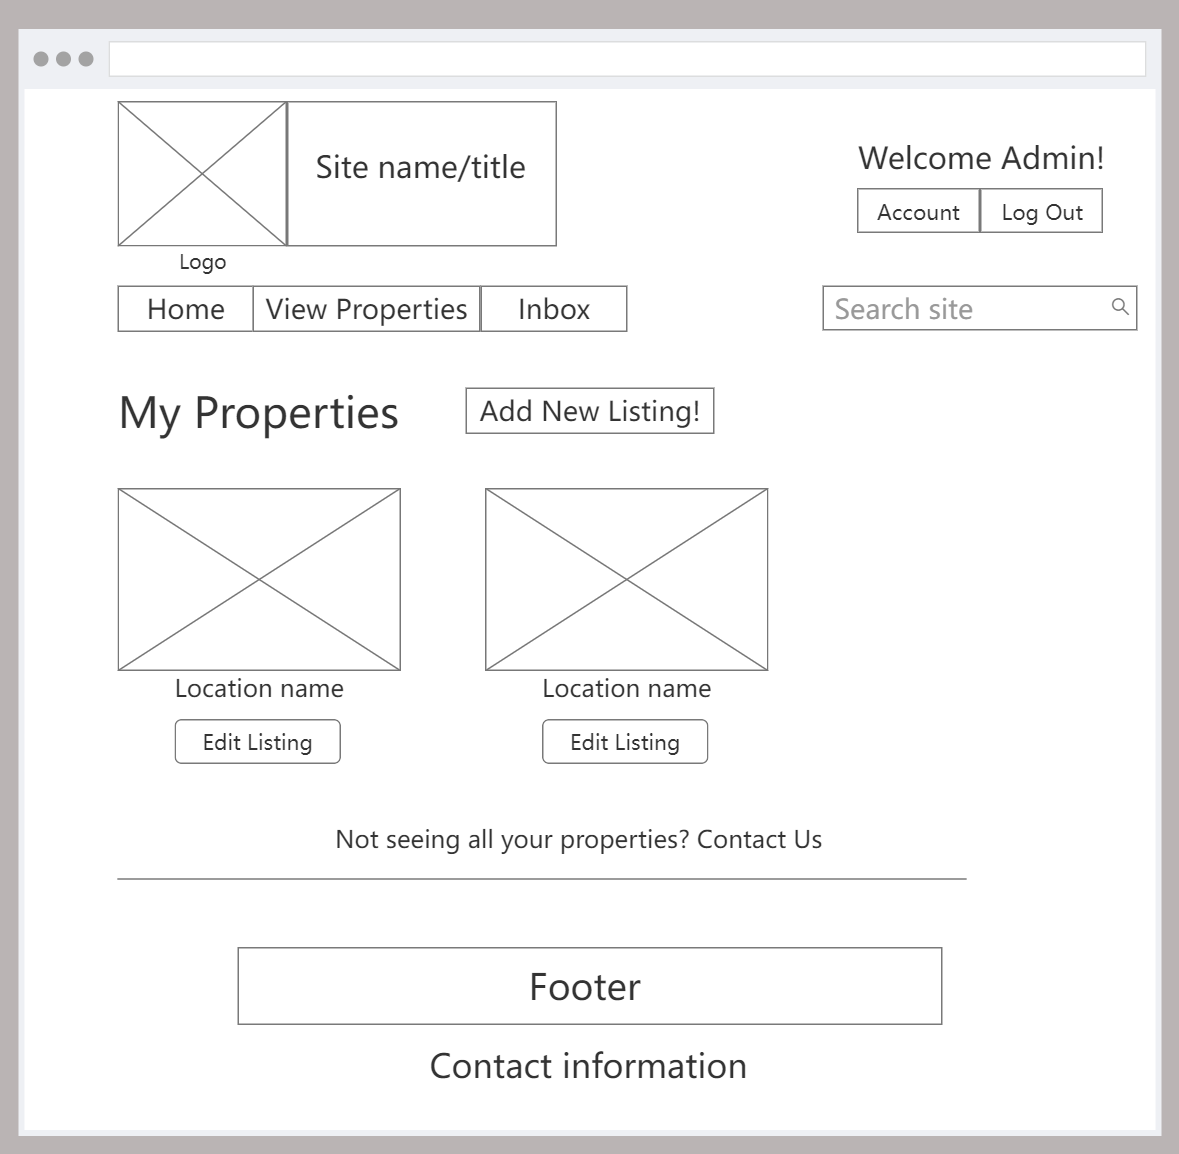 Site name/title
Welcome Admin!
Account
Log Out
Logo
Home
View Properties
Inbox
Search site
My Properties
Add New Listing!
Location name
Location name
Edit Listing
Edit Listing
Not seeing all your properties? Contact Us
Footer
Contact information